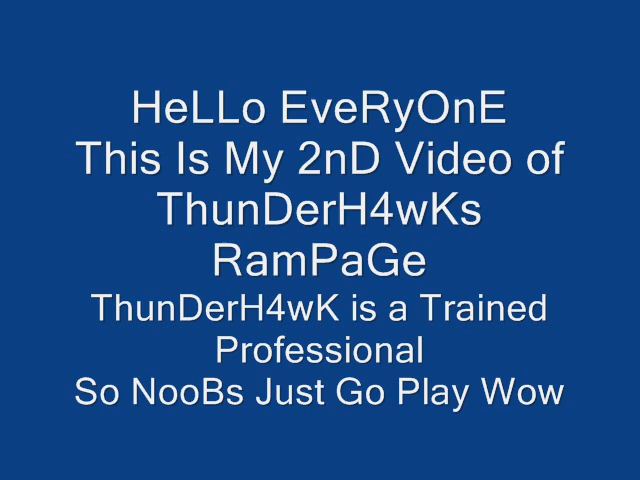 HeLLo EveRyOnE
This Is My 2nD Video of
ThunDerH4wKs
RamPaGe
ThunDerH4wK is a Trained
Professional
So NooBs Just Go Play Wow